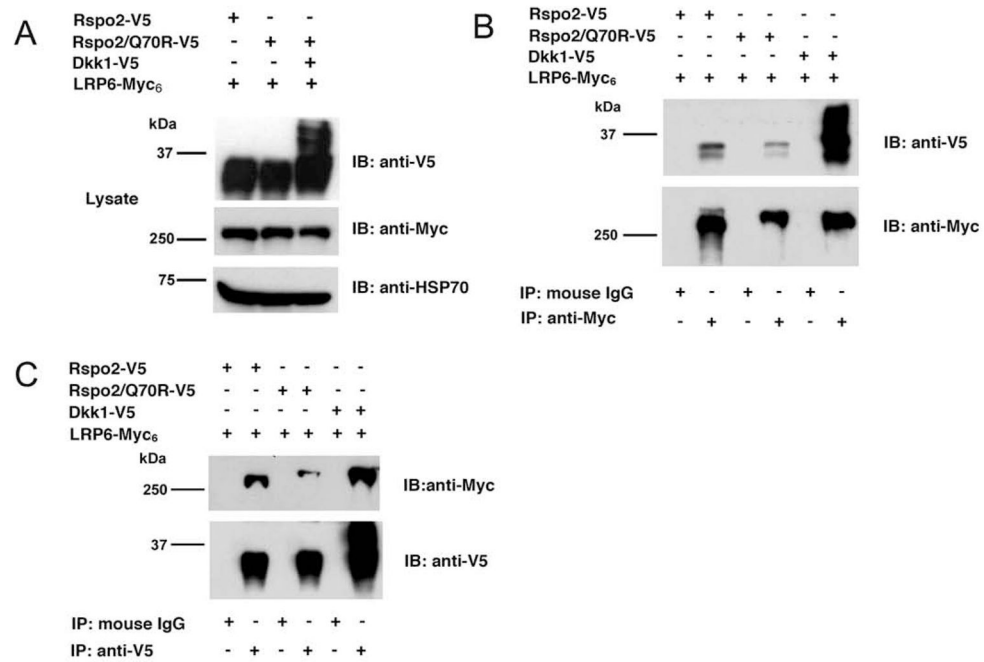 A
Rspo2-V5 + - -
Rspo2/Q70R-V5 - + +
Dkk1-V5 - - +
LRP6-Myc₆ + + +
kDa
37
IB: anti-V5
Lysate
250
IB: anti-Myc
75
IB: anti-HSP70
B
Rspo2-V5 + + - - - -
Rspo2/Q70R-V5 - - + + - -
Dkk1-V5 - - - - + +
LRP6-Myc₆ + + + + + +
kDa
37
IB: anti-V5
250
IB: anti-Myc
IP: mouse IgG + - + - + -
IP: anti-Myc - + - + - +
C
Rspo2-V5 + + - - - -
Rspo2/Q70R-V5 - - + + - -
Dkk1-V5 - - - - + +
LRP6-Myc₆ + + + + + +
kDa
250
IB:anti-Myc
37
IB: anti-V5
IP: mouse IgG + - + - + -
IP: anti-V5 - + - + - +